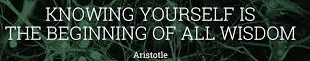 KNOWING YOURSELF IS
THE BEGINNING OF ALL WISDOM
Aristotle